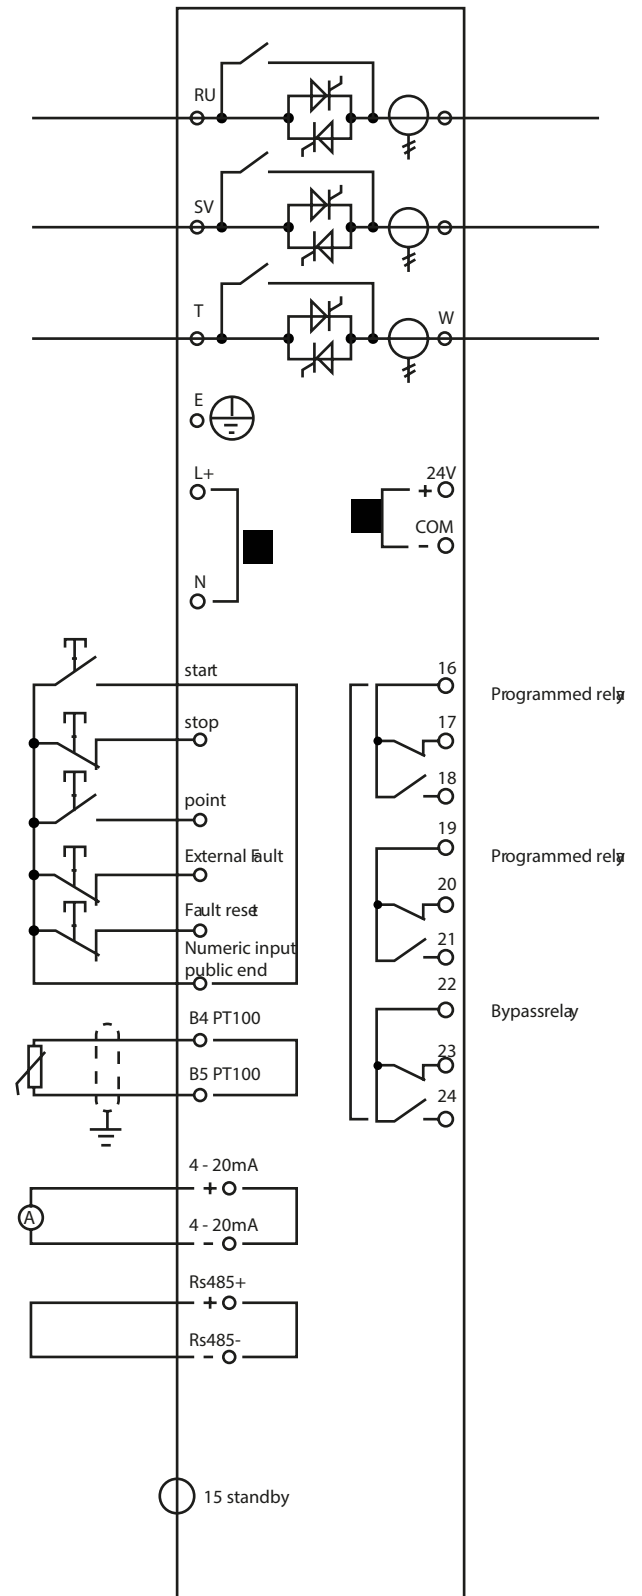 RU
SV
T
W
E
L+
24V
COM
N
start
16
Programmed relay
stop
17
18
point
19
External Fault
Programmed relay
20
Fault reset
21
Numeric input
public end
22
Bypassrelay
B4 PT100
23
B5 PT100
24
4 - 20mA
A
4 - 20mA
Rs485+
Rs485-
15 standby